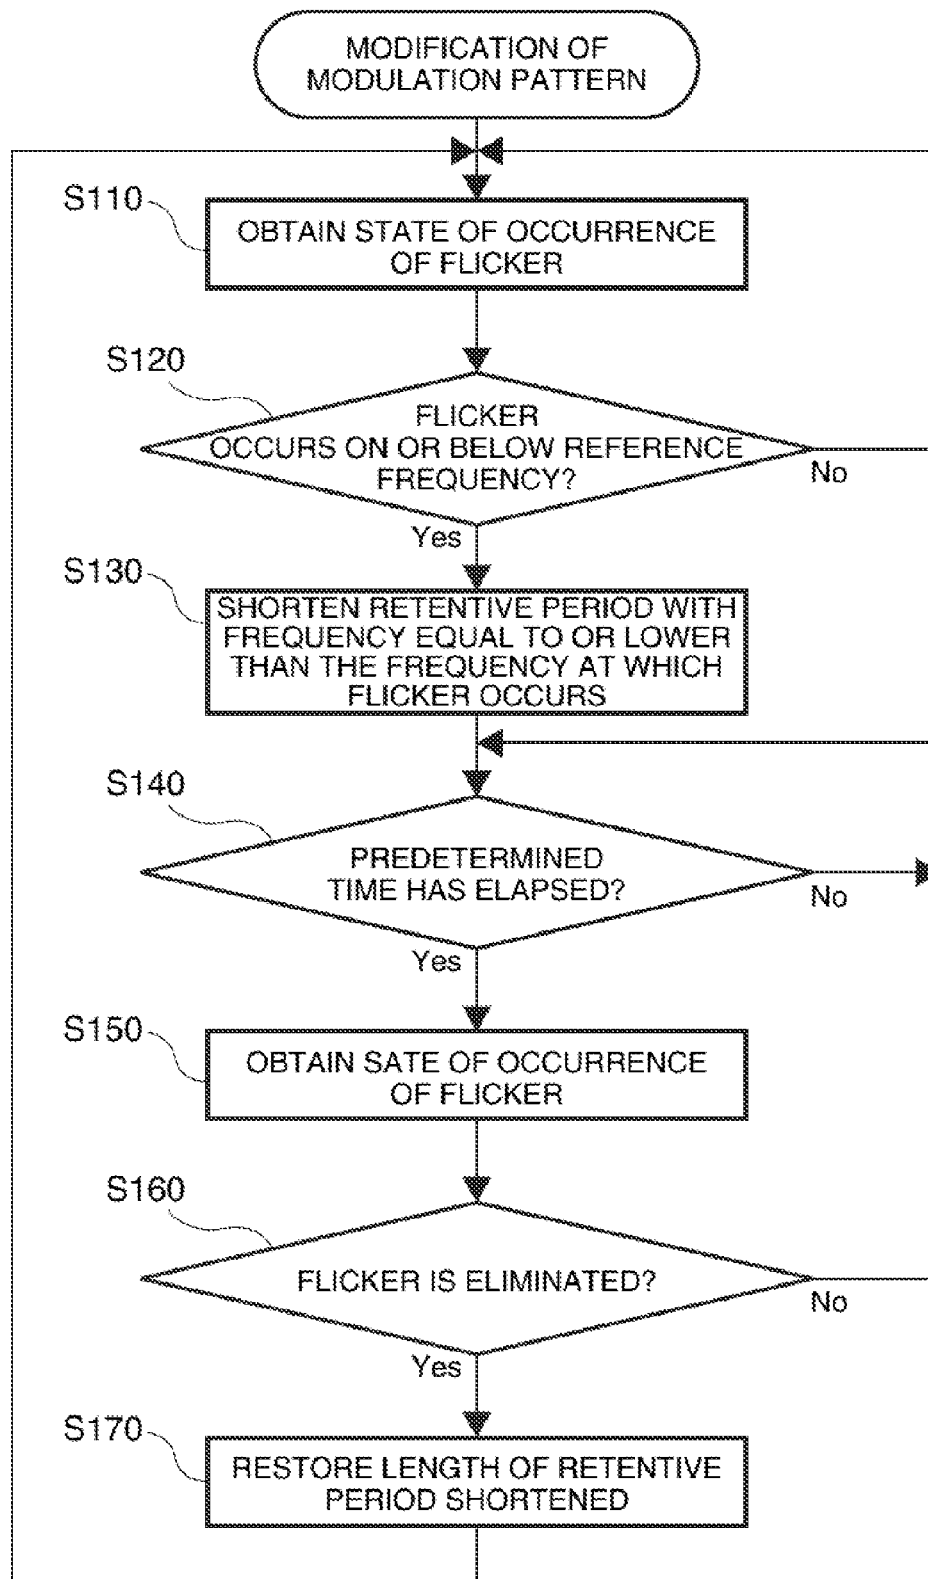 MODIFICATION OF
MODULATION PATTERN
S110
OBTAIN STATE OF OCCURRENCE
OF FLICKER
S120
FLICKER
OCCURS ON OR BELOW REFERENCE
FREQUENCY?
No
Yes
S130
SHORTEN RETENTIVE PERIOD WITH
FREQUENCY EQUAL TO OR LOWER
THAN THE FREQUENCY AT WHICH
FLICKER OCCURS
S140
PREDETERMINED
TIME HAS ELAPSED?
No
Yes
S150
OBTAIN SATE OF OCCURRENCE
OF FLICKER
S160
FLICKER IS ELIMINATED?
No
Yes
S170
RESTORE LENGTH OF RETENTIVE
PERIOD SHORTENED